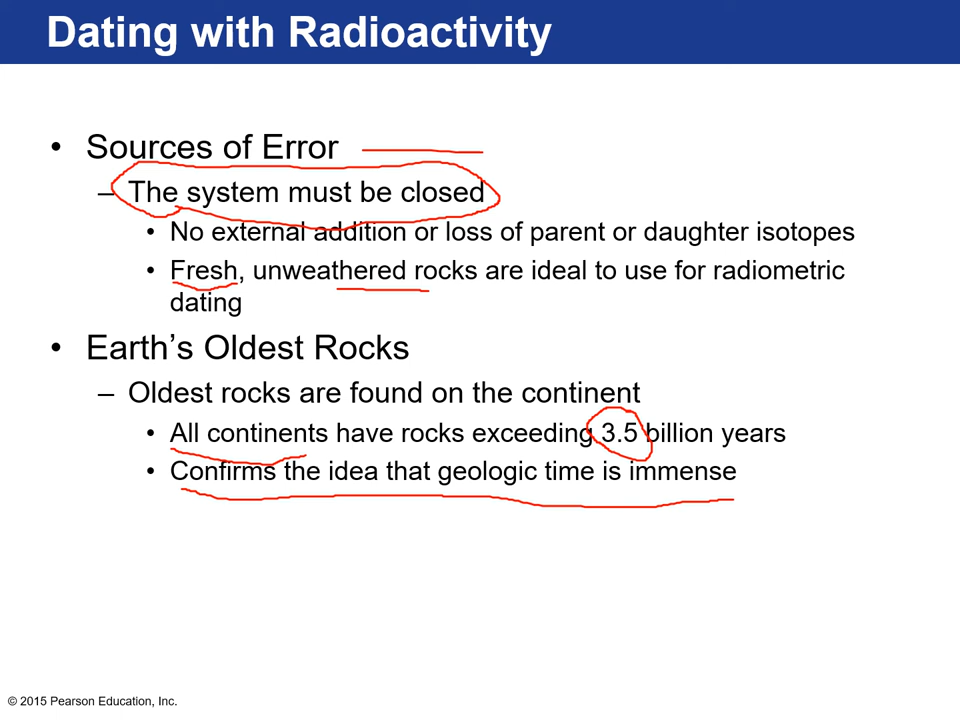 Dating with Radioactivity
• Sources of Error
– The system must be closed
• No external addition or loss of parent or daughter isotopes
• Fresh, unweathered rocks are ideal to use for radiometric
dating
• Earth’s Oldest Rocks
– Oldest rocks are found on the continent
• All continents have rocks exceeding 3.5 billion years
• Confirms the idea that geologic time is immense
© 2015 Pearson Education, Inc.